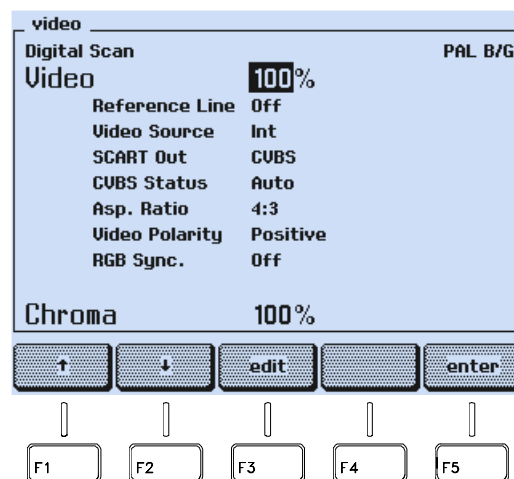 video
Digital Scan PAL B/G
Video 100%
Reference Line Off
Video Source Int
SCART Out CVBS
CVBS Status Auto
Asp. Ratio 4:3
Video Polarity Positive
RGB Sync. Off
Chroma 100%
↑ ↓ edit enter
F1 F2 F3 F4 F5